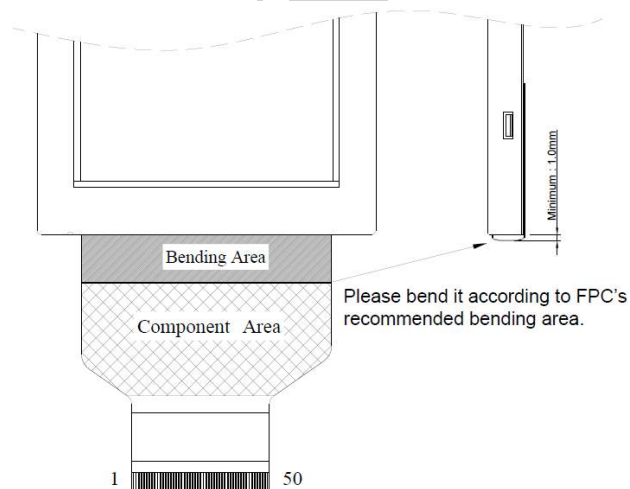 Bending Area
Minimum : 1.0mm
Please bend it according to FPC's
recommended bending area.
Component Area
1
50